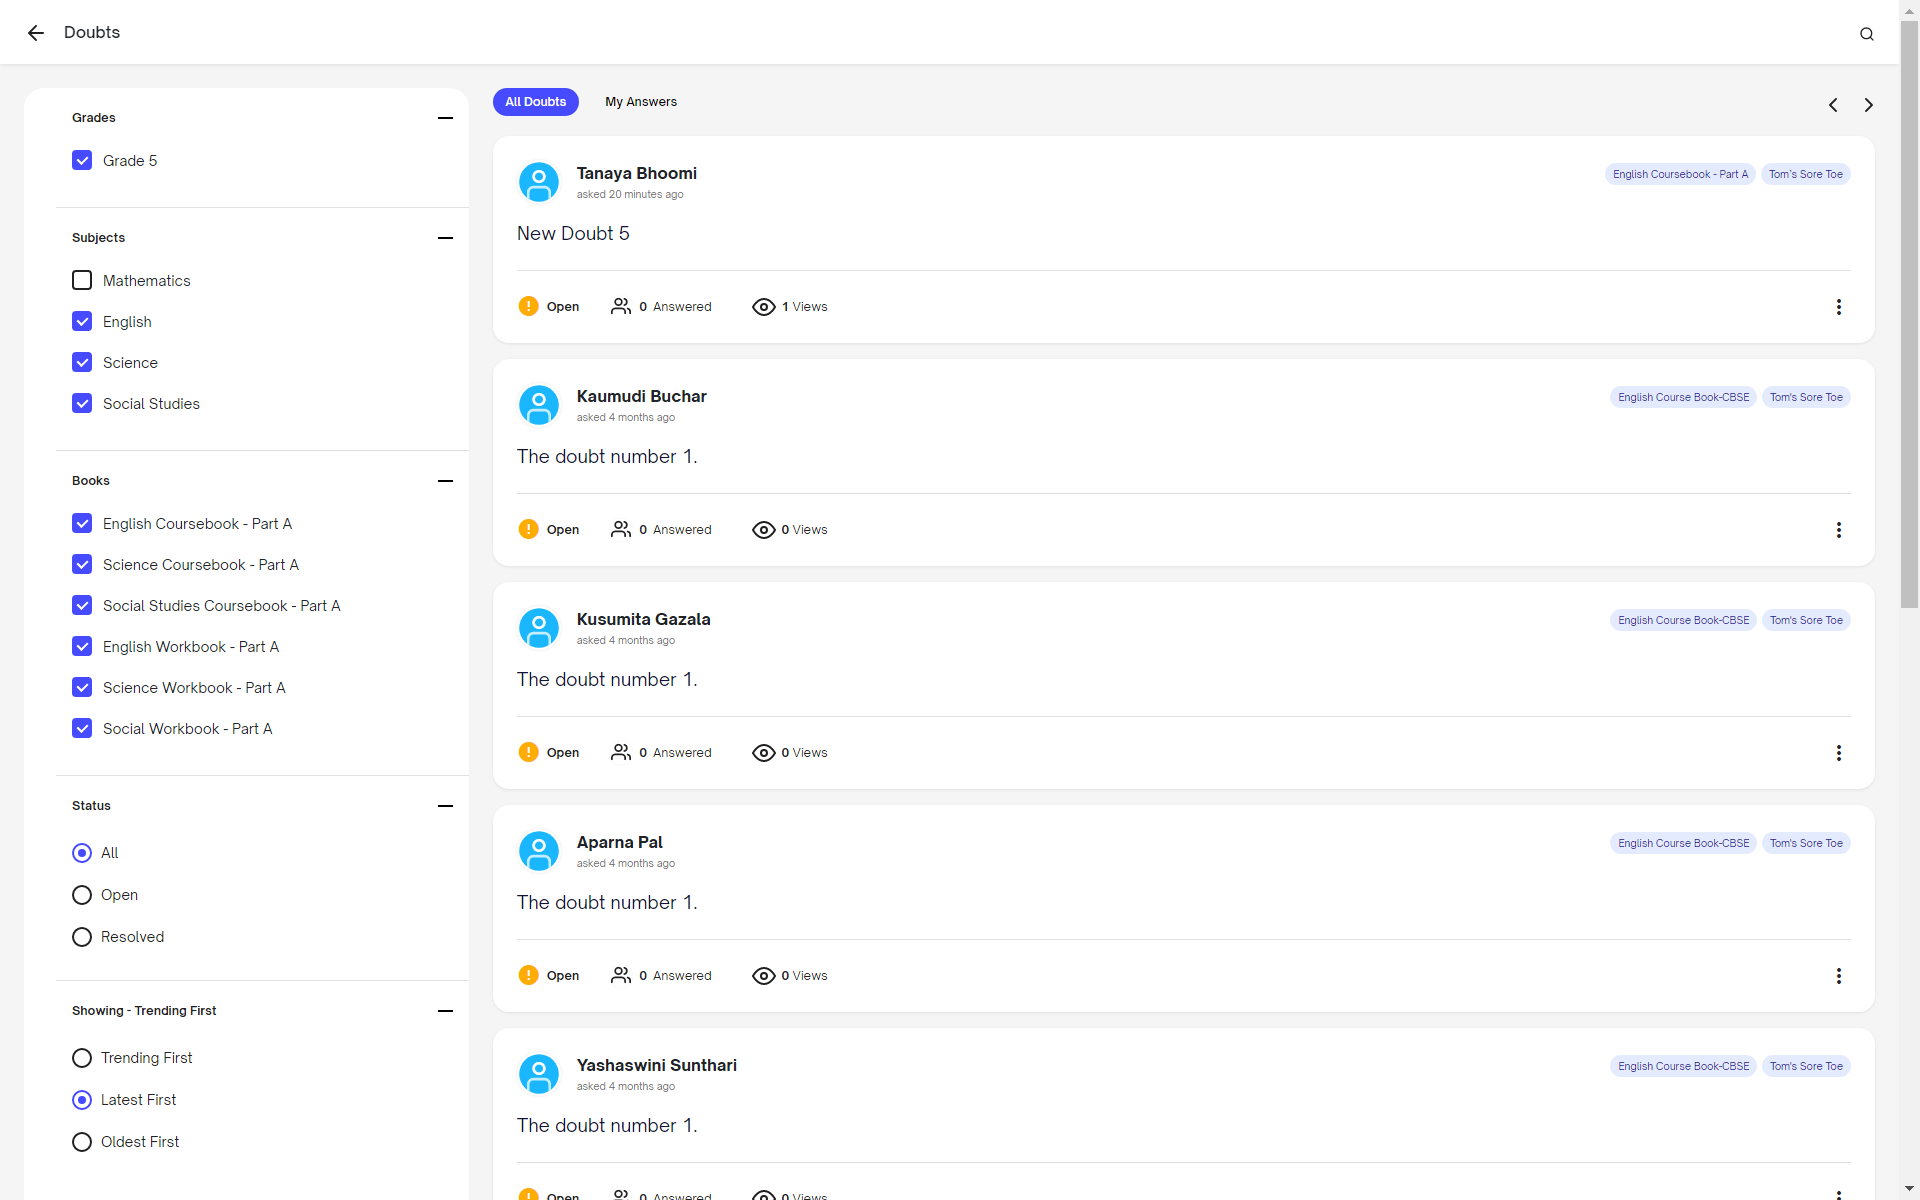 Doubts
Grades
Grade 5
Subjects
Mathematics
English
Science
Social Studies
Books
English Coursebook - Part A
Science Coursebook - Part A
Social Studies Coursebook - Part A
English Workbook - Part A
Science Workbook - Part A
Social Workbook - Part A
Status
All
Open
Resolved
Showing - Trending First
Trending First
Latest First
Oldest First
All Doubts My Answers
Tanaya Bhoomi
asked 20 minutes ago
English Coursebook - Part A Tom's Sore Toe
New Doubt 5
Open 0 Answered 1 Views
Kaumudi Buchar
asked 4 months ago
English Course Book-CBSE Tom's Sore Toe
The doubt number 1.
Open 0 Answered 0 Views
Kusumita Gazala
asked 4 months ago
English Course Book-CBSE Tom's Sore Toe
The doubt number 1.
Open 0 Answered 0 Views
Aparna Pal
asked 4 months ago
English Course Book-CBSE Tom's Sore Toe
The doubt number 1.
Open 0 Answered 0 Views
Yashaswini Sunthari
asked 4 months ago
English Course Book-CBSE Tom's Sore Toe
The doubt number 1.
Open 0 Answered 0 Views